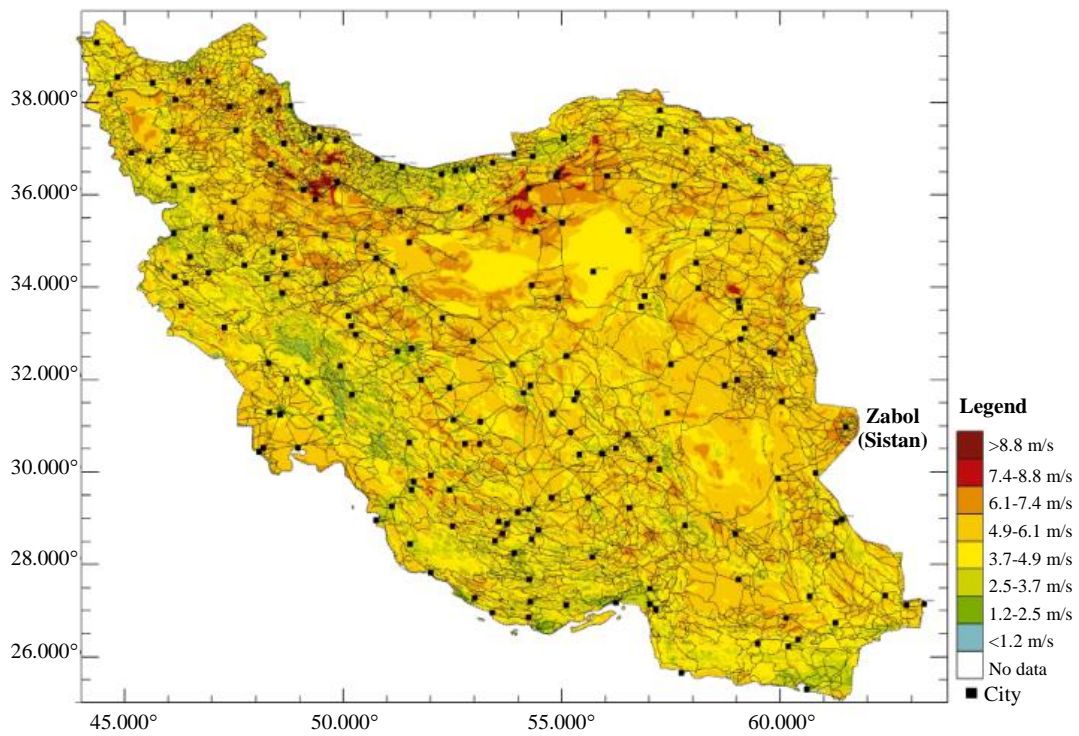 38.000°
36.000°
34.000°
32.000°
30.000°
28.000°
26.000°
45.000°
50.000°
55.000°
60.000°
Zabol
(Sistan)
Legend
>8.8 m/s
7.4-8.8 m/s
6.1-7.4 m/s
4.9-6.1 m/s
3.7-4.9 m/s
2.5-3.7 m/s
1.2-2.5 m/s
<1.2 m/s
No data
City